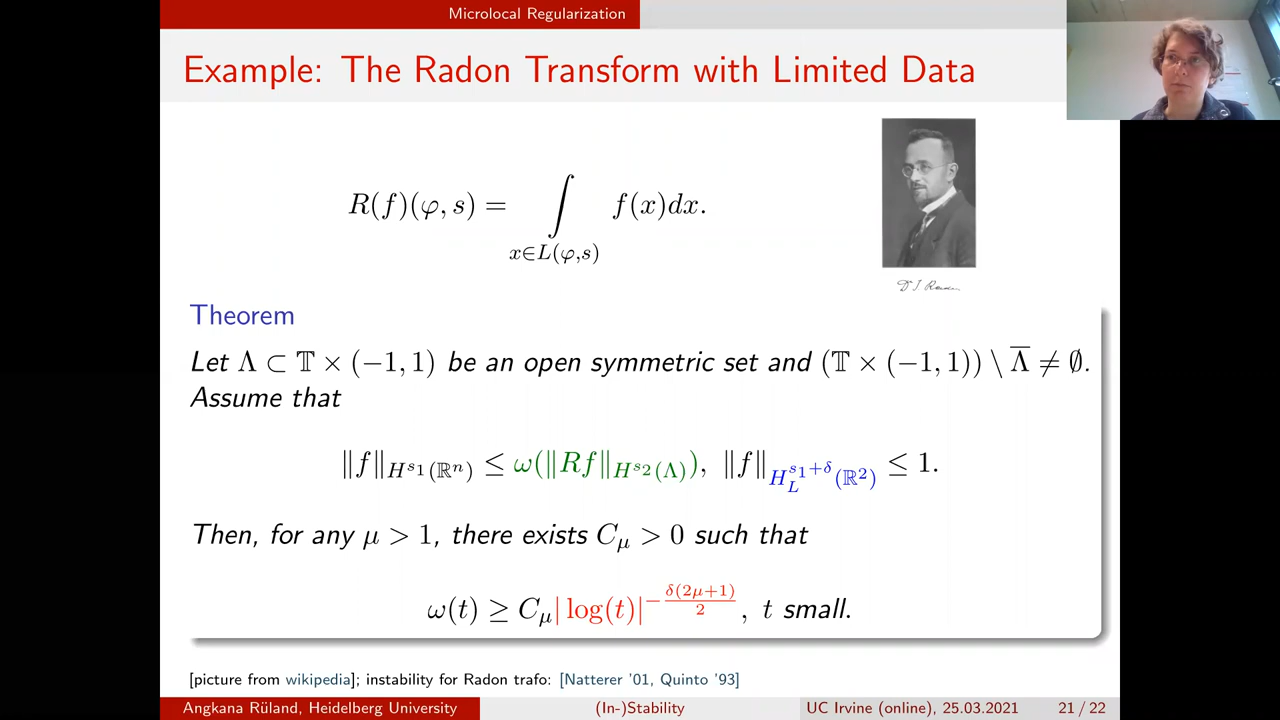 Microlocal Regularization
Example: The Radon Transform with Limited Data
R(f)(φ, s) = ∫ f(x)dx.
x∈L(φ,s)
Theorem
Let Λ ⊂ 𝕋 × (−1, 1) be an open symmetric set and (𝕋 × (−1, 1)) \ Λ̅ ≠ ∅.
Assume that
‖f‖_{H^{s_1}(ℝ^n)} ≤ ω(‖Rf‖_{H^{s_2}(Λ)}), ‖f‖_{H_L^{s_1+δ}(ℝ^2)} ≤ 1.
Then, for any μ > 1, there exists C_μ > 0 such that
ω(t) ≥ C_μ| log(t)|^{−\frac{δ(2μ+1)}{2}}, t small.
[picture from wikipedia]; instability for Radon trafo: [Natterer '01, Quinto '93]
Angkana Rüland, Heidelberg University (In-)Stability UC Irvine (online), 25.03.2021 21 / 22